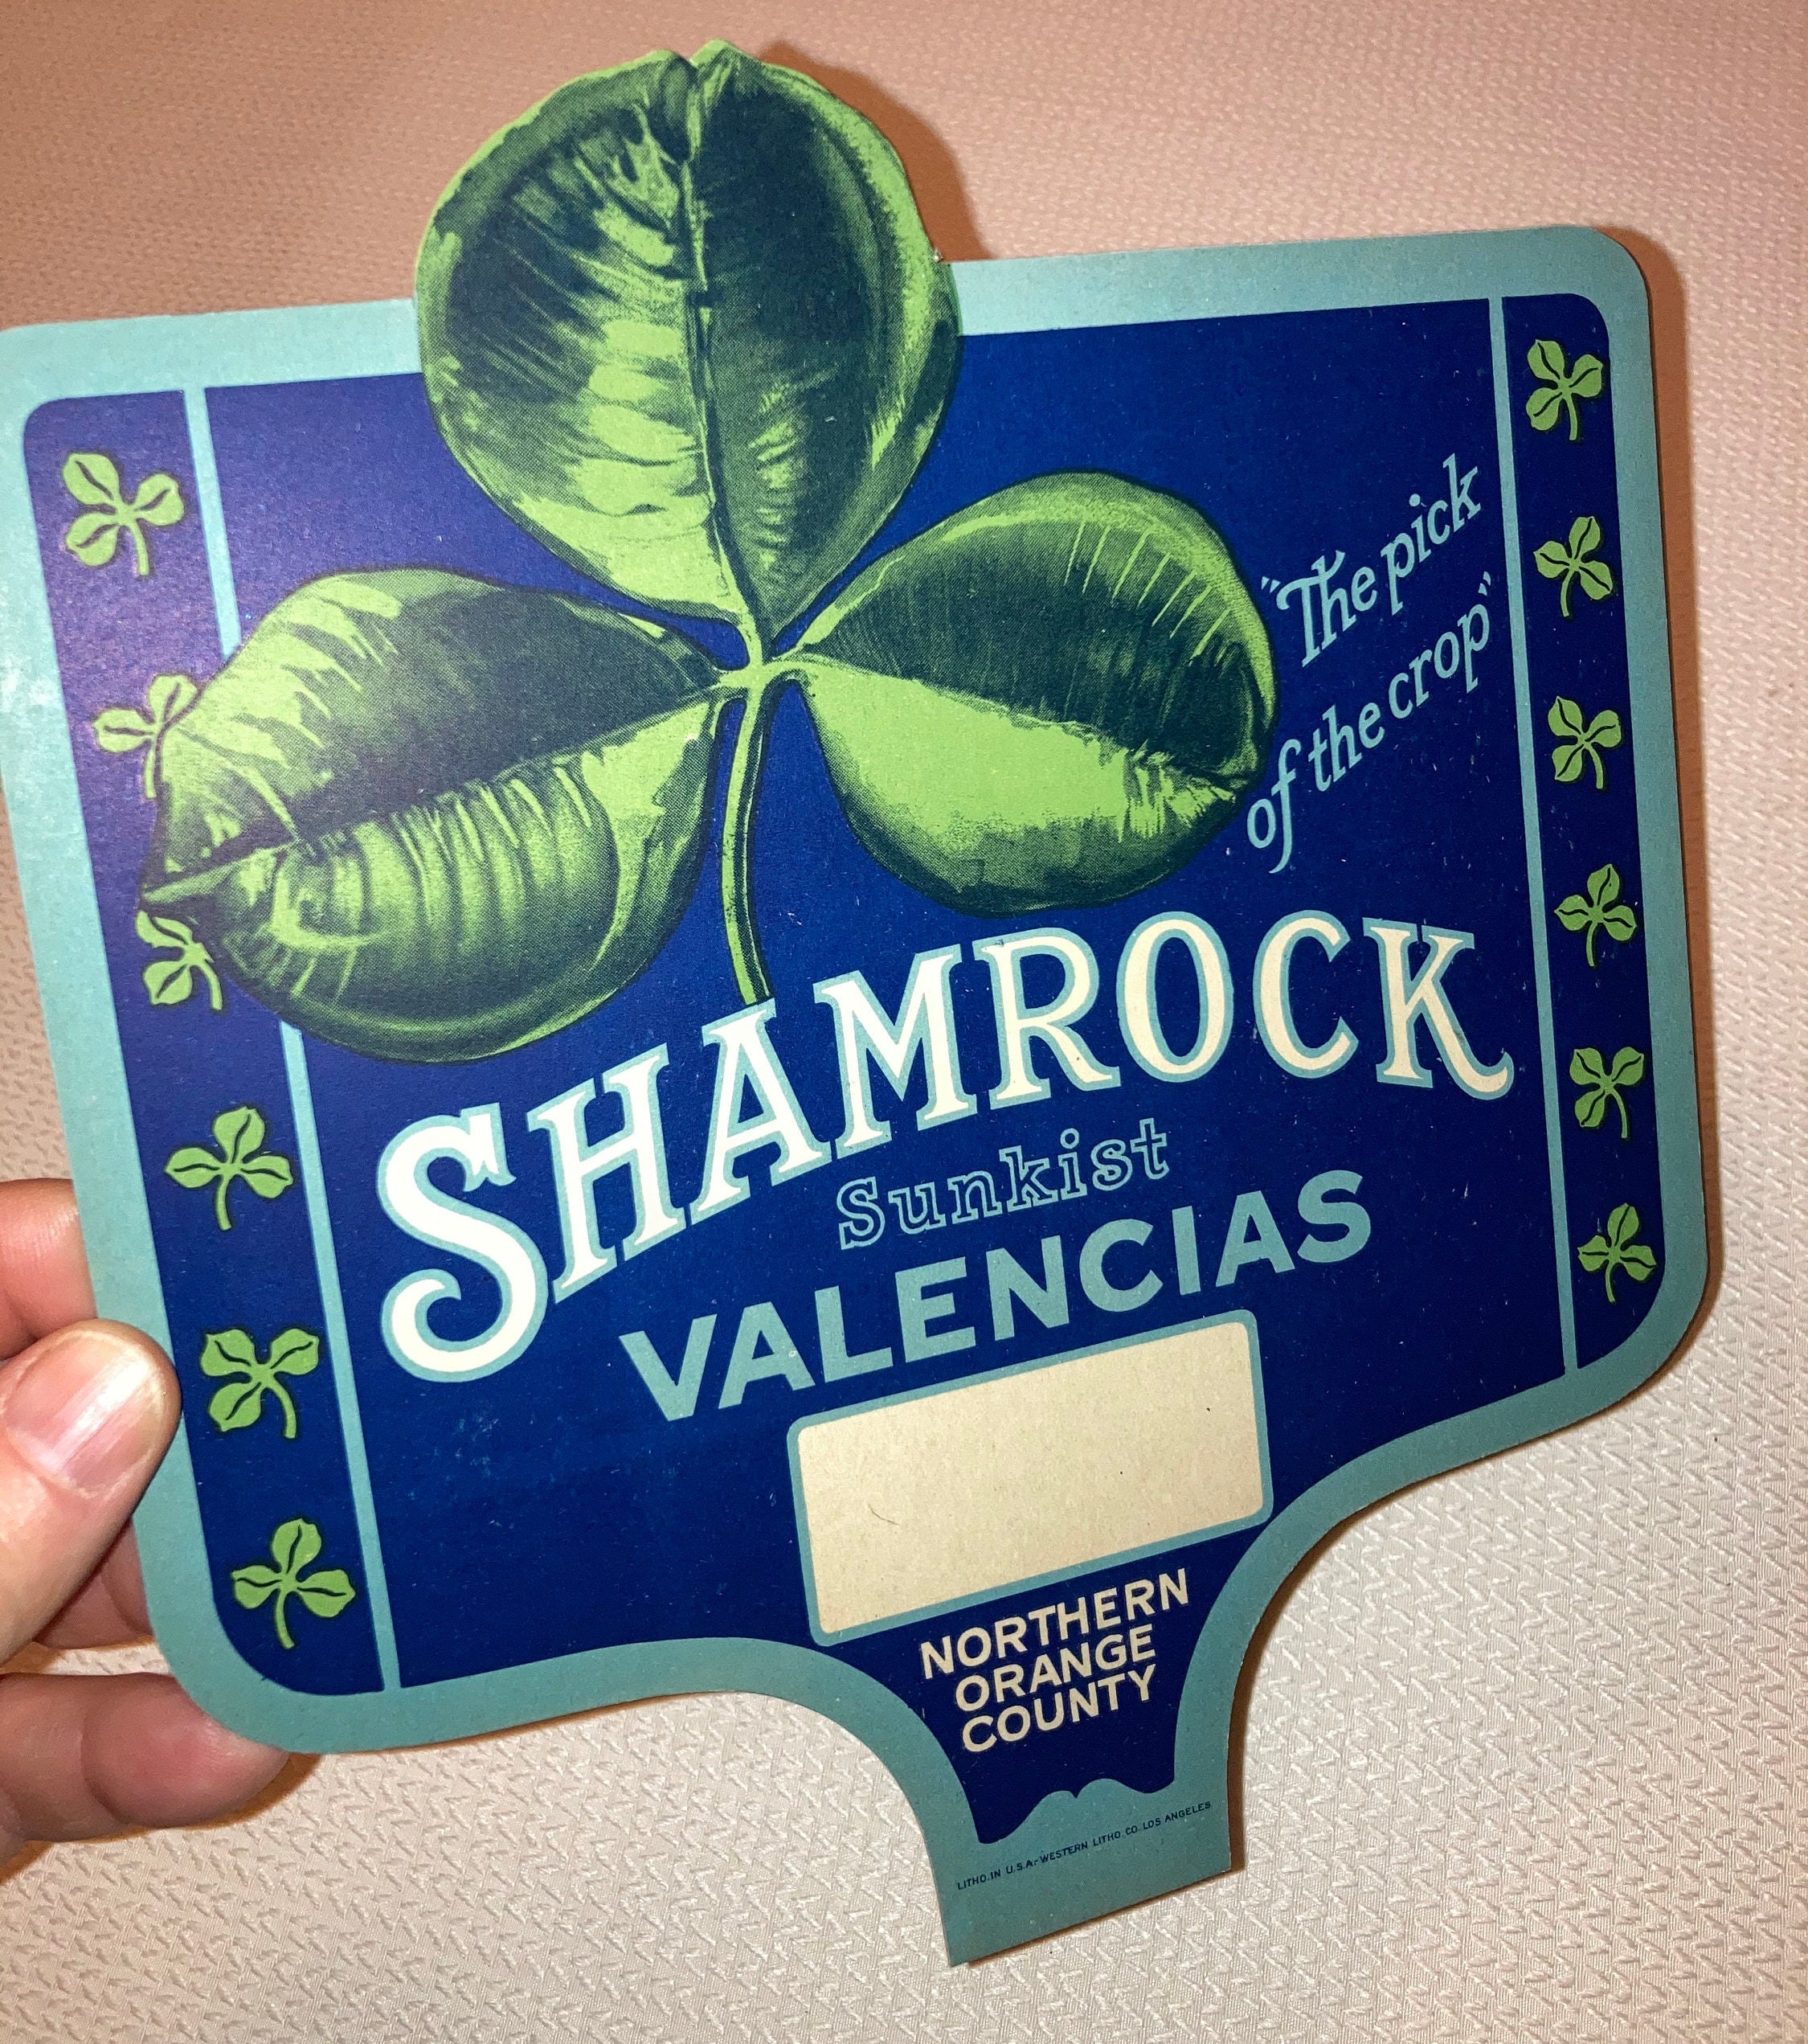 "The pick
of the crop"
SHAMROCK
Sunkist
VALENCIAS
NORTHERN
ORANGE
COUNTY
LITHO. IN U.S.A.-WESTERN LITHO. CO. LOS ANGELES